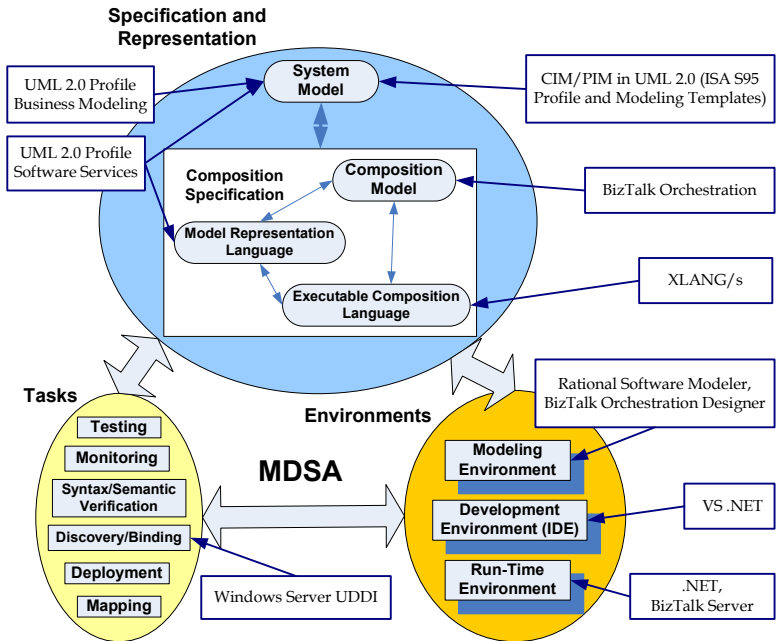 Specification and
Representation
UML 2.0 Profile
Business Modeling
System
Model
CIM/PIM in UML 2.0 (ISA S95
Profile and Modeling Templates)
UML 2.0 Profile
Software Services
Composition
Specification
Composition
Model
BizTalk Orchestration
Model Representation
Language
Executable Composition
Language
XLANG/s
Tasks
Environments
Rational Software Modeler,
BizTalk Orchestration Designer
Testing
Monitoring
Syntax/Semantic
Verification
Discovery/Binding
Deployment
Mapping
MDSA
Modeling
Environment
Development
Environment (IDE)
VS .NET
Run-Time
Environment
Windows Server UDDI
.NET,
BizTalk Server